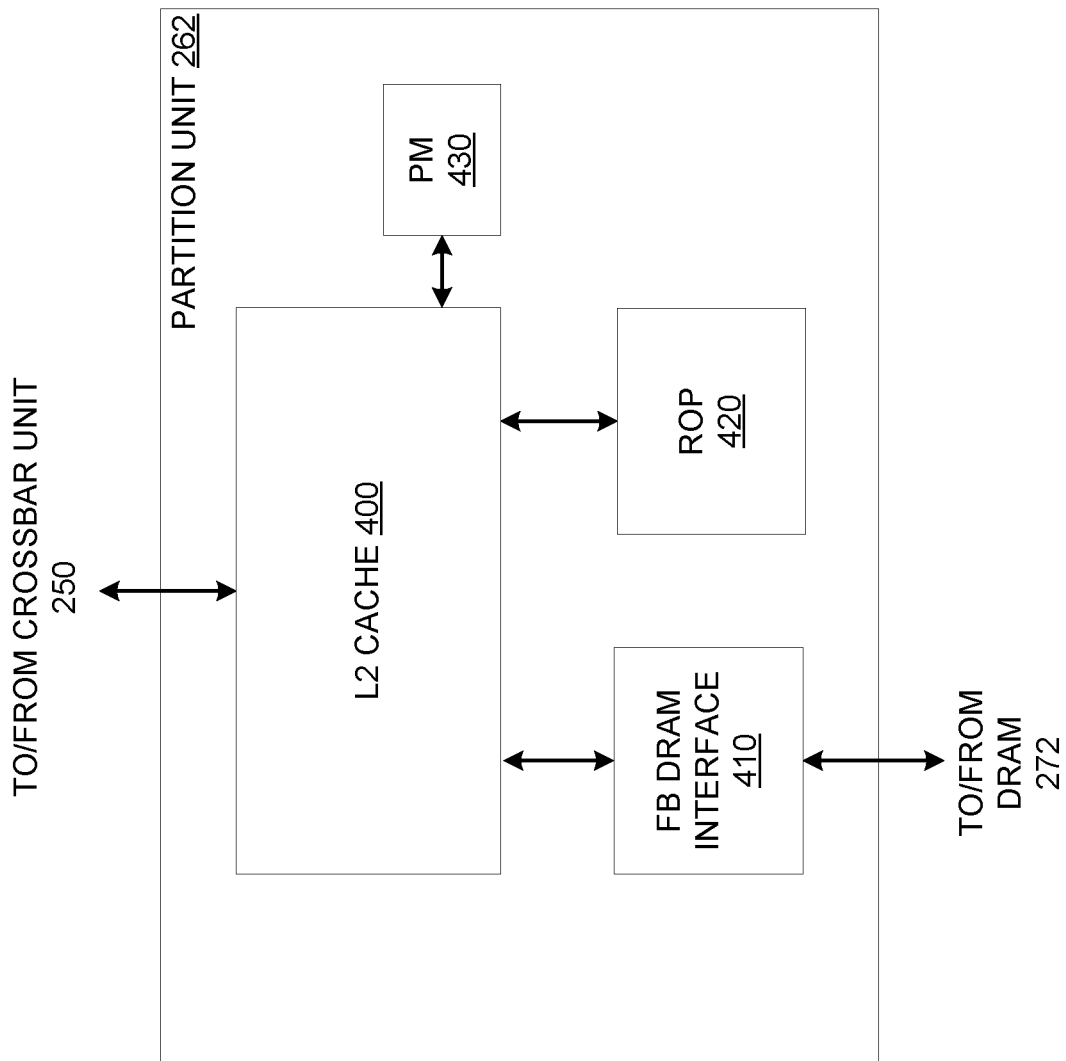 TO/FROM CROSSBAR UNIT
250
PARTITION UNIT 262
L2 CACHE 400
PM
430
FB DRAM
INTERFACE
410
ROP
420
TO/FROM
DRAM
272